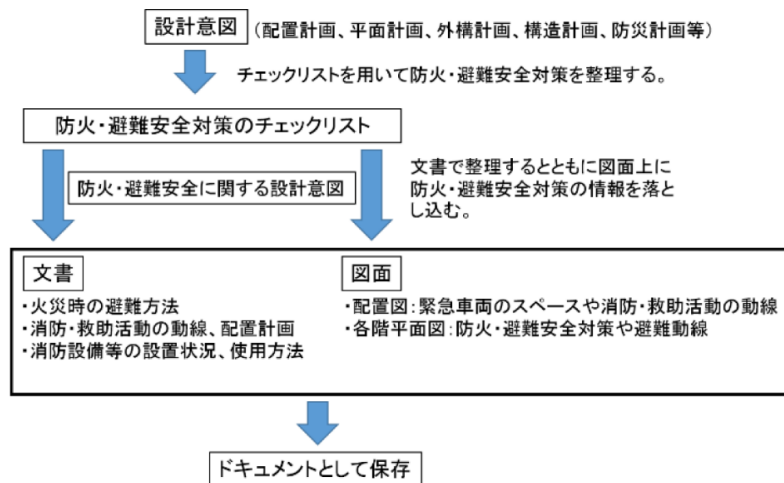 設計意図 (配置計画、平面計画、外構計画、構造計画、防災計画等)
チェックリストを用いて防火・避難安全対策を整理する。
防火・避難安全対策のチェックリスト
防火・避難安全に関する設計意図
文書で整理するとともに図面上に
防火・避難安全対策の情報を落と
し込む。
文書
・火災時の避難方法
・消防・救助活動の動線、配置計画
・消防設備等の設置状況、使用方法
図面
・配置図:緊急車両のスペースや消防・救助活動の動線
・各階平面図:防火・避難安全対策や避難動線
ドキュメントとして保存